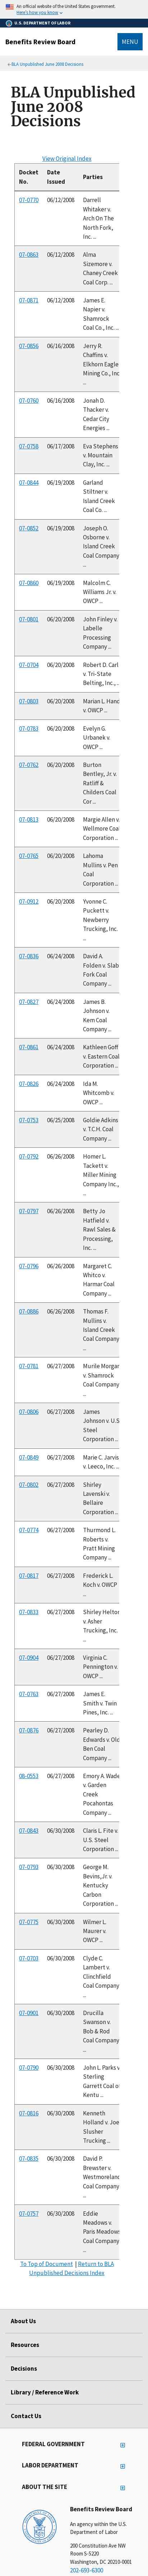 An official website of the United States government.
Here's how you know
U.S. DEPARTMENT OF LABOR
Benefits Review Board
MENU
BLA Unpublished June 2008 Decisions
BLA Unpublished
June 2008
Decisions
View Original Index
Docket No. Date Issued Parties
07-0770 06/12/2008 Darrell
Whitaker v.
Arch On The
North Fork,
Inc. ...
07-0863 06/12/2008 Alma
Sizemore v.
Chaney Creek
Coal Corp. ...
07-0871 06/12/2008 James E.
Napier v.
Shamrock
Coal Co., Inc. ...
07-0856 06/16/2008 Jerry R.
Chaffins v.
Elkhorn Eagle
Mining Co., Inc
...
07-0760 06/16/2008 Jonah D.
Thacker v.
Cedar City
Energies ...
07-0758 06/17/2008 Eva Stephens
v. Mountain
Clay, Inc. ...
07-0844 06/19/2008 Garland
Stiltner v.
Island Creek
Coal Co. ...
07-0852 06/19/2008 Joseph O.
Osborne v.
Island Creek
Coal Company
...
07-0860 06/19/2008 Malcolm C.
Williams Jr. v.
OWCP ...
07-0801 06/20/2008 John Finley v.
Labelle
Processing
Company ...
07-0704 06/20/2008 Robert D. Carl
v. Tri-State
Belting, Inc., ..
07-0803 06/20/2008 Marian L. Hand
v. OWCP ...
07-0783 06/20/2008 Evelyn G.
Urbanek v.
OWCP ...
07-0762 06/20/2008 Burton
Bentley, Jr. v.
Ratliff &
Childers Coal
Cor ...
07-0813 06/20/2008 Margie Allen v.
Wellmore Coal
Corporation ...
07-0765 06/20/2008 Lahoma
Mullins v. Pen
Coal
Corporation ...
07-0912 06/20/2008 Yvonne C.
Puckett v.
Newberry
Trucking, Inc.
...
07-0836 06/24/2008 David A.
Folden v. Slab
Fork Coal
Company ...
07-0827 06/24/2008 James B.
Johnson v.
Kem Coal
Company ...
07-0861 06/24/2008 Kathleen Goff
v. Eastern Coal
Corporation ...
07-0826 06/24/2008 Ida M.
Whitcomb v.
OWCP ...
07-0753 06/25/2008 Goldie Adkins
v. T.C.H. Coal
Company ...
07-0792 06/26/2008 Homer L.
Tackett v.
Miller Mining
Company Inc.,
...
07-0797 06/26/2008 Betty Jo
Hatfield v.
Rawl Sales &
Processing,
Inc. ...
07-0796 06/26/2008 Margaret C.
Whitco v.
Harmar Coal
Company ...
07-0886 06/26/2008 Thomas F.
Mullins v.
Island Creek
Coal Company
...
07-0781 06/27/2008 Murile Morgan
v. Shamrock
Coal Company
...
07-0806 06/27/2008 James
Johnson v. U.S
Steel
Corporation ...
07-0849 06/27/2008 Marie C. Jarvis
v. Leeco, Inc. ...
07-0802 06/27/2008 Shirley
Lavenski v.
Bellaire
Corporation ...
07-0774 06/27/2008 Thurmond L.
Roberts v.
Pratt Mining
Company ...
07-0817 06/27/2008 Frederick L.
Koch v. OWCP
...
07-0833 06/27/2008 Shirley Helton
v. Asher
Trucking, Inc.
...
07-0904 06/27/2008 Virginia C.
Pennington v.
OWCP ...
07-0763 06/27/2008 James E.
Smith v. Twin
Pines, Inc. ...
07-0876 06/27/2008 Pearley D.
Edwards v. Old
Ben Coal
Company ...
08-0553 06/27/2008 Emory A. Wade
v. Garden
Creek
Pocahontas
Company ...
07-0843 06/30/2008 Claris L. Fite v.
U.S. Steel
Corporation ...
07-0793 06/30/2008 George M.
Bevins, Jr. v.
Kentucky
Carbon
Corporation ...
07-0775 06/30/2008 Wilmer L.
Maurer v.
OWCP ...
07-0703 06/30/2008 Clyde C.
Lambert v.
Clinchfield
Coal Company
...
07-0901 06/30/2008 Drucilla
Swanson v.
Bob & Rod
Coal Company
...
07-0790 06/30/2008 John L. Parks v
Sterling
Garrett Coal of
Kentu ...
07-0816 06/30/2008 Kenneth
Holland v. Joe
Slusher
Trucking ...
07-0835 06/30/2008 David P.
Brewster v.
Westmoreland
Coal Company
...
07-0757 06/30/2008 Eddie
Meadows v.
Paris Meadows
Coal Company
...
To Top of Document | Return to BLA
Unpublished Decisions Index
About Us
Resources
Decisions
Library / Reference Work
Contact Us
FEDERAL GOVERNMENT
LABOR DEPARTMENT
ABOUT THE SITE
Benefits Review Board
An agency within the U.S.
Department of Labor
200 Constitution Ave NW
Room S-5220
Washington, DC 20210-0001
202-693-6300